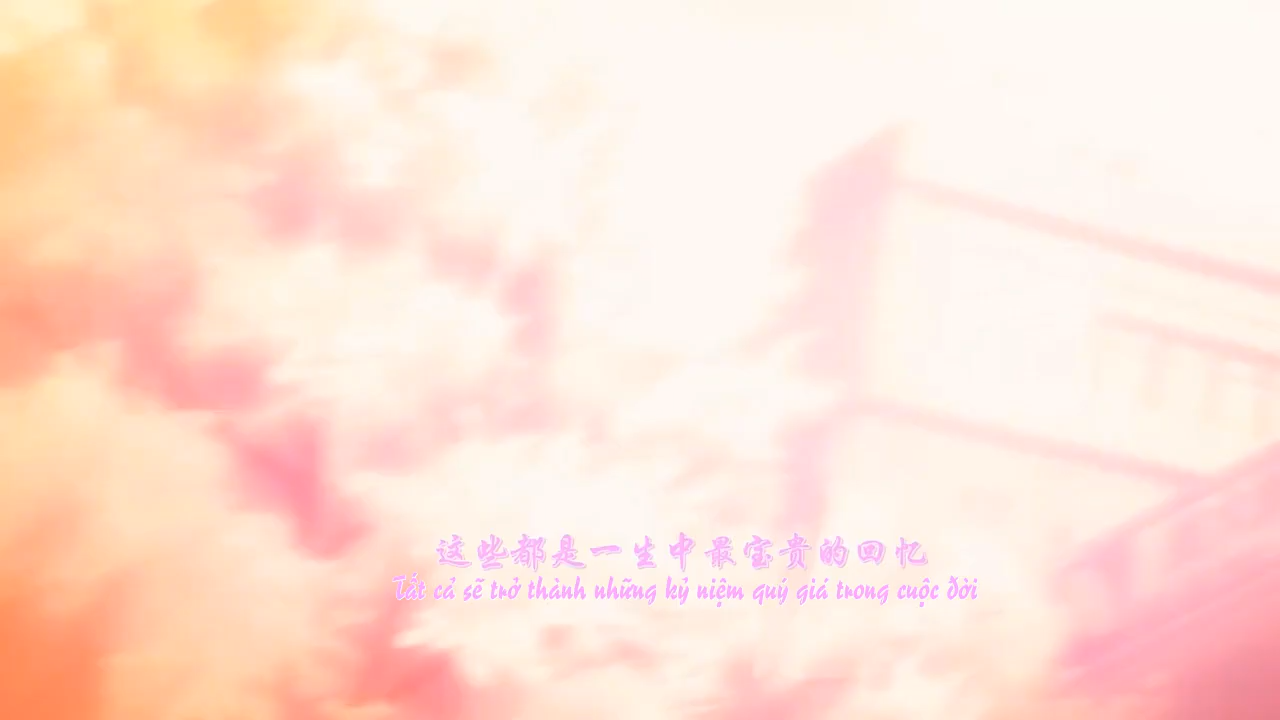 这些都是一生中最宝贵的回忆
Tất cả sẽ trở thành những kỷ niệm quý giá trong cuộc đời